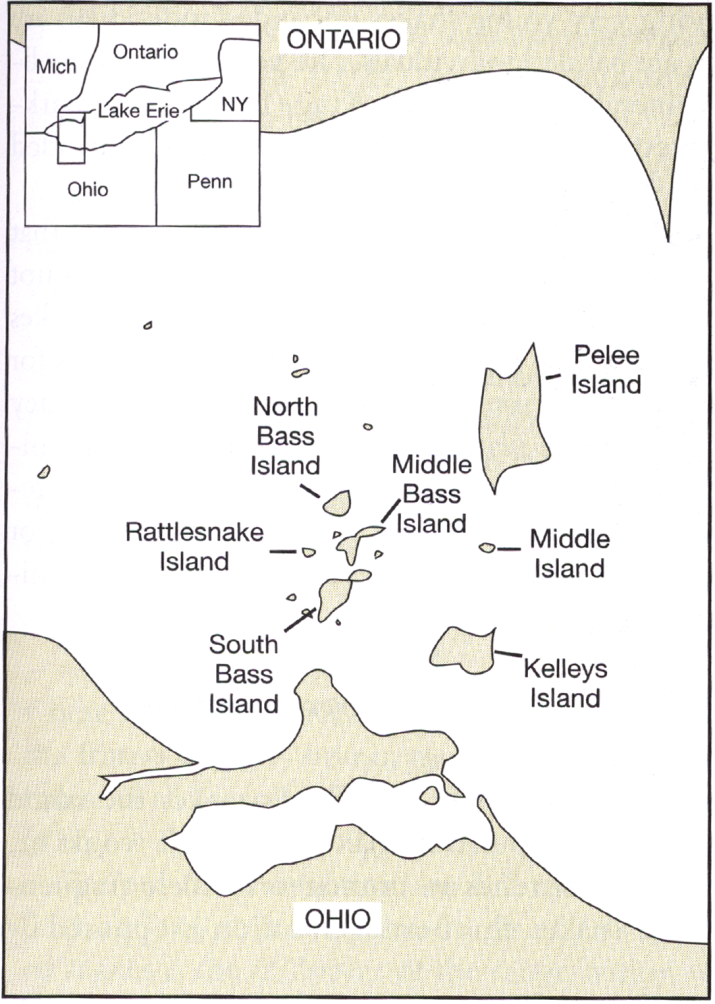 ONTARIO
Mich
Ontario
Lake Erie
NY
Ohio
Penn
Pelee
Island
North
Bass
Island
Middle
Bass
Island
Rattlesnake
Island
Middle
Island
South
Bass
Island
Kelleys
Island
OHIO